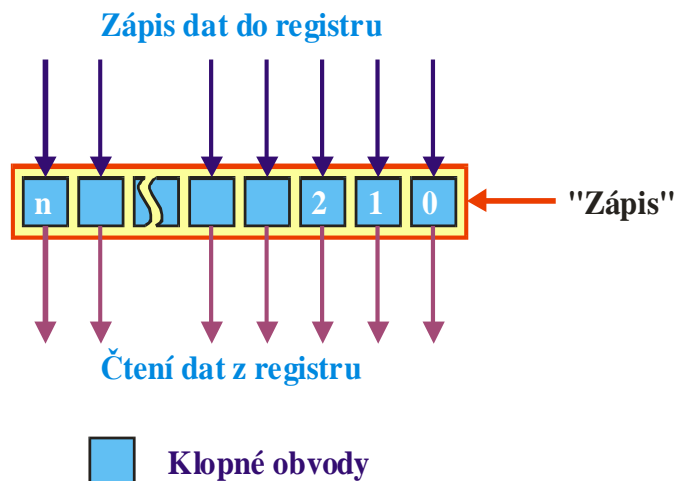 Zápis dat do registru
n 2 1 0
"Zápis"
Čtení dat z registru
Klopné obvody